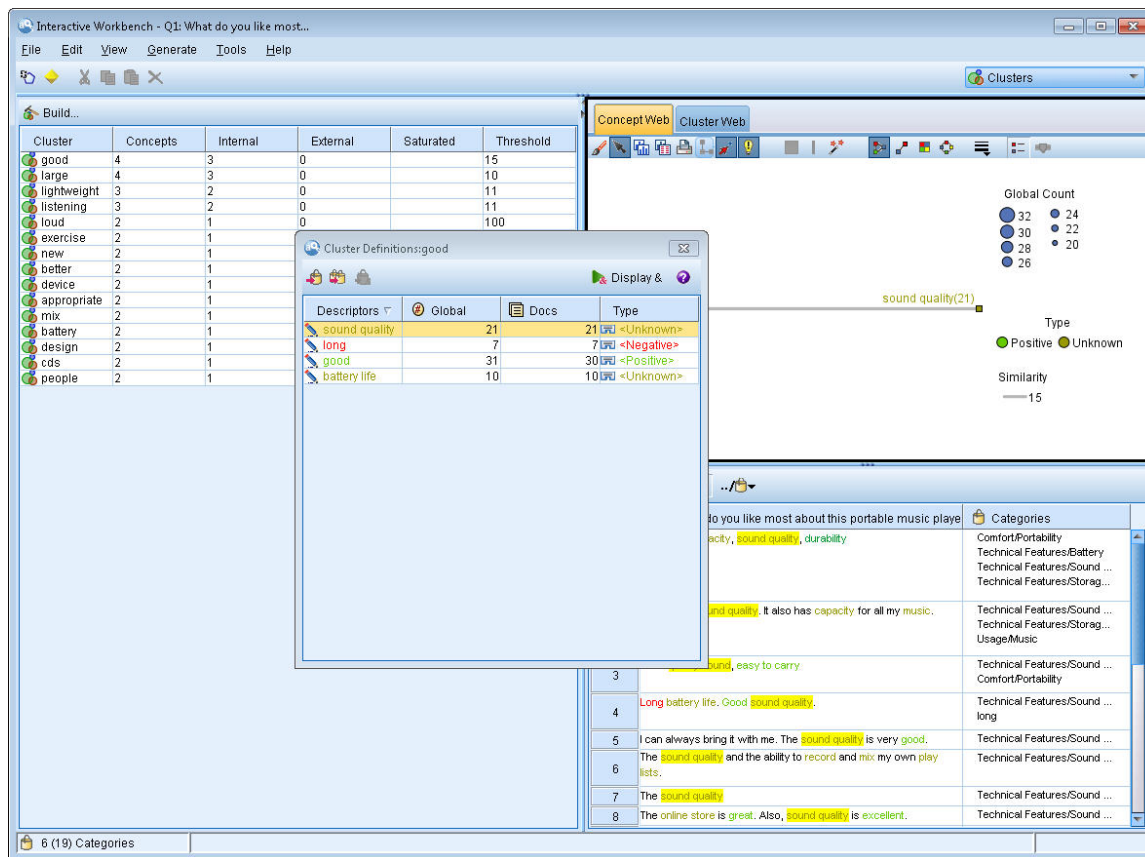 Interactive Workbench - Q1: What do you like most...
File Edit View Generate Tools Help
Clusters
Build...
Cluster Concepts Internal External Saturated Threshold
good 4 3 0 15
large 4 3 0 10
lightweight 3 2 0 11
listening 3 2 0 11
loud 2 1 0 100
exercise 2 1
new 2 1
better 2 1
device 2 1
appropriate 2 1
mix 2 1
battery 2 1
design 2 1
cds 2 1
people 2 1
Cluster Definitions:good
Display &
Descriptors Global Docs Type
sound quality 21 21 <Unknown>
long 7 7 <Negative>
good 31 30 <Positive>
battery life 10 10 <Unknown>
Concept Web Cluster Web
Global Count
32 24
30 22
28 20
26
sound quality(21)
Type
Positive Unknown
Similarity
15
../
do you like most about this portable music playe Categories
acity, sound quality, durability
Comfort/Portability
Technical Features/Battery
Technical Features/Sound ...
Technical Features/Storag...
und quality. It also has capacity for all my music.
Technical Features/Sound ...
Technical Features/Storag...
Usage/Music
3 sound, easy to carry
Technical Features/Sound ...
Comfort/Portability
4 Long battery life. Good sound quality.
Technical Features/Sound ...
long
5 I can always bring it with me. The sound quality is very good. Technical Features/Sound ...
6 The sound quality and the ability to record and mix my own play
lists.
Technical Features/Sound ...
7 The sound quality Technical Features/Sound ...
8 The online store is great. Also, sound quality is excellent. Technical Features/Sound ...
6 (19) Categories